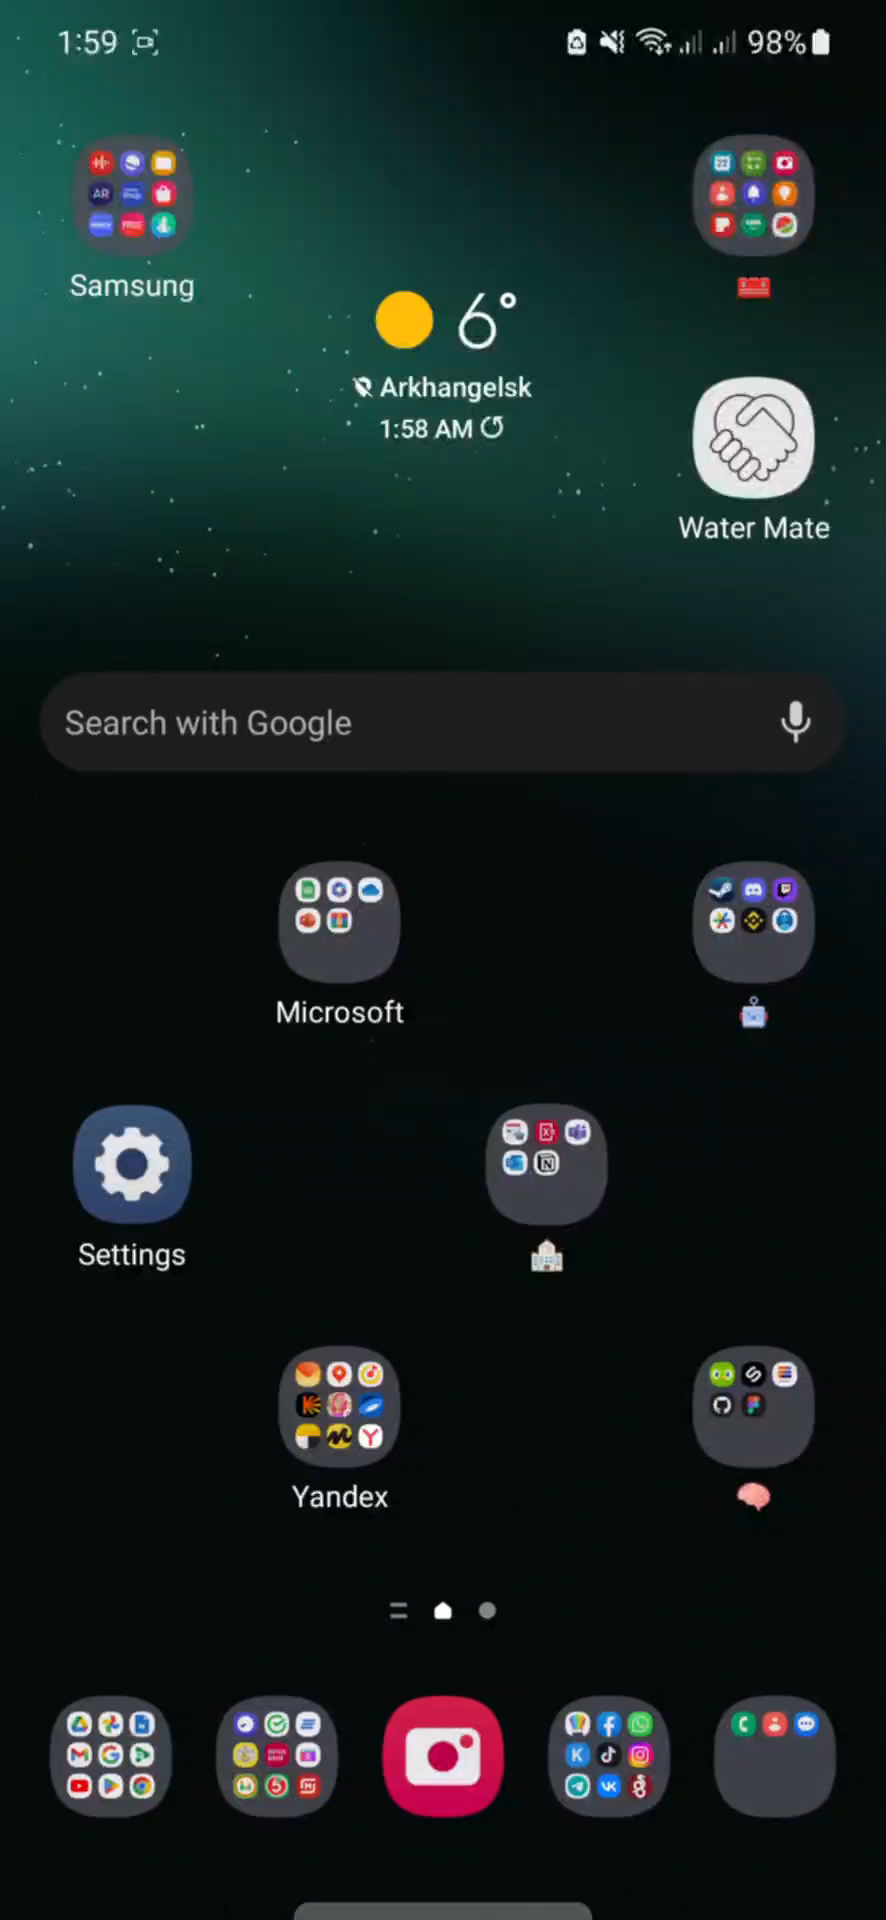 1:59
98%
Samsung
6°
Arkhangelsk
1:58 AM
Water Mate
Search with Google
Microsoft
Settings
Yandex